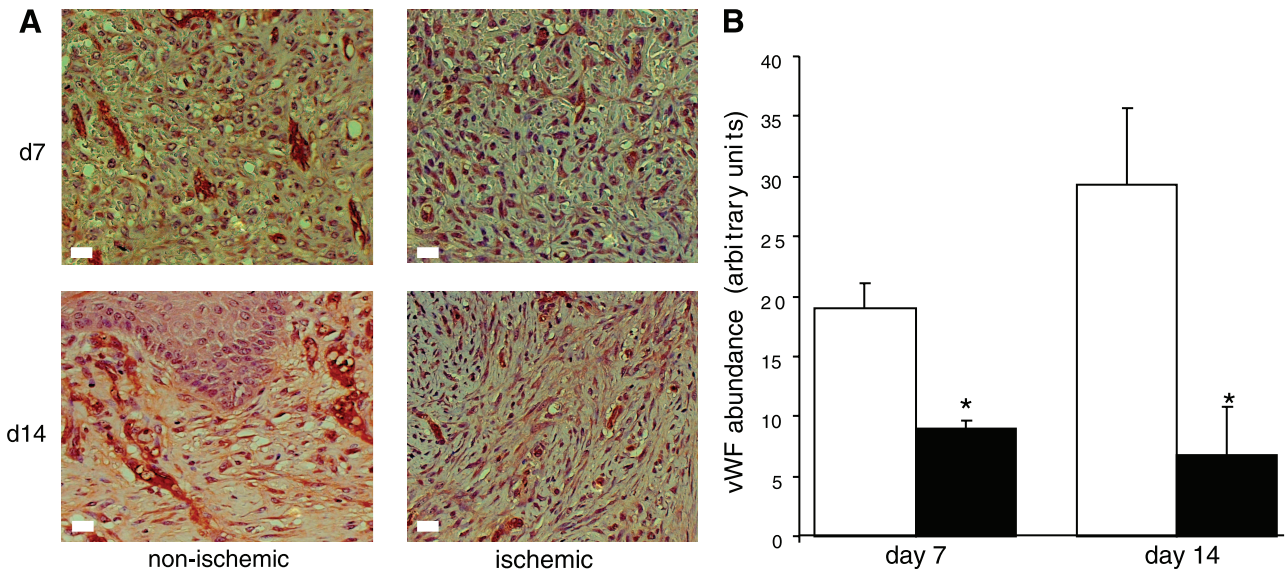 A
d7
d14
non-ischemic
ischemic
B
vWF abundance (arbitrary units)
40
35
30
25
20
15
10
5
0
*
*
day 7
day 14